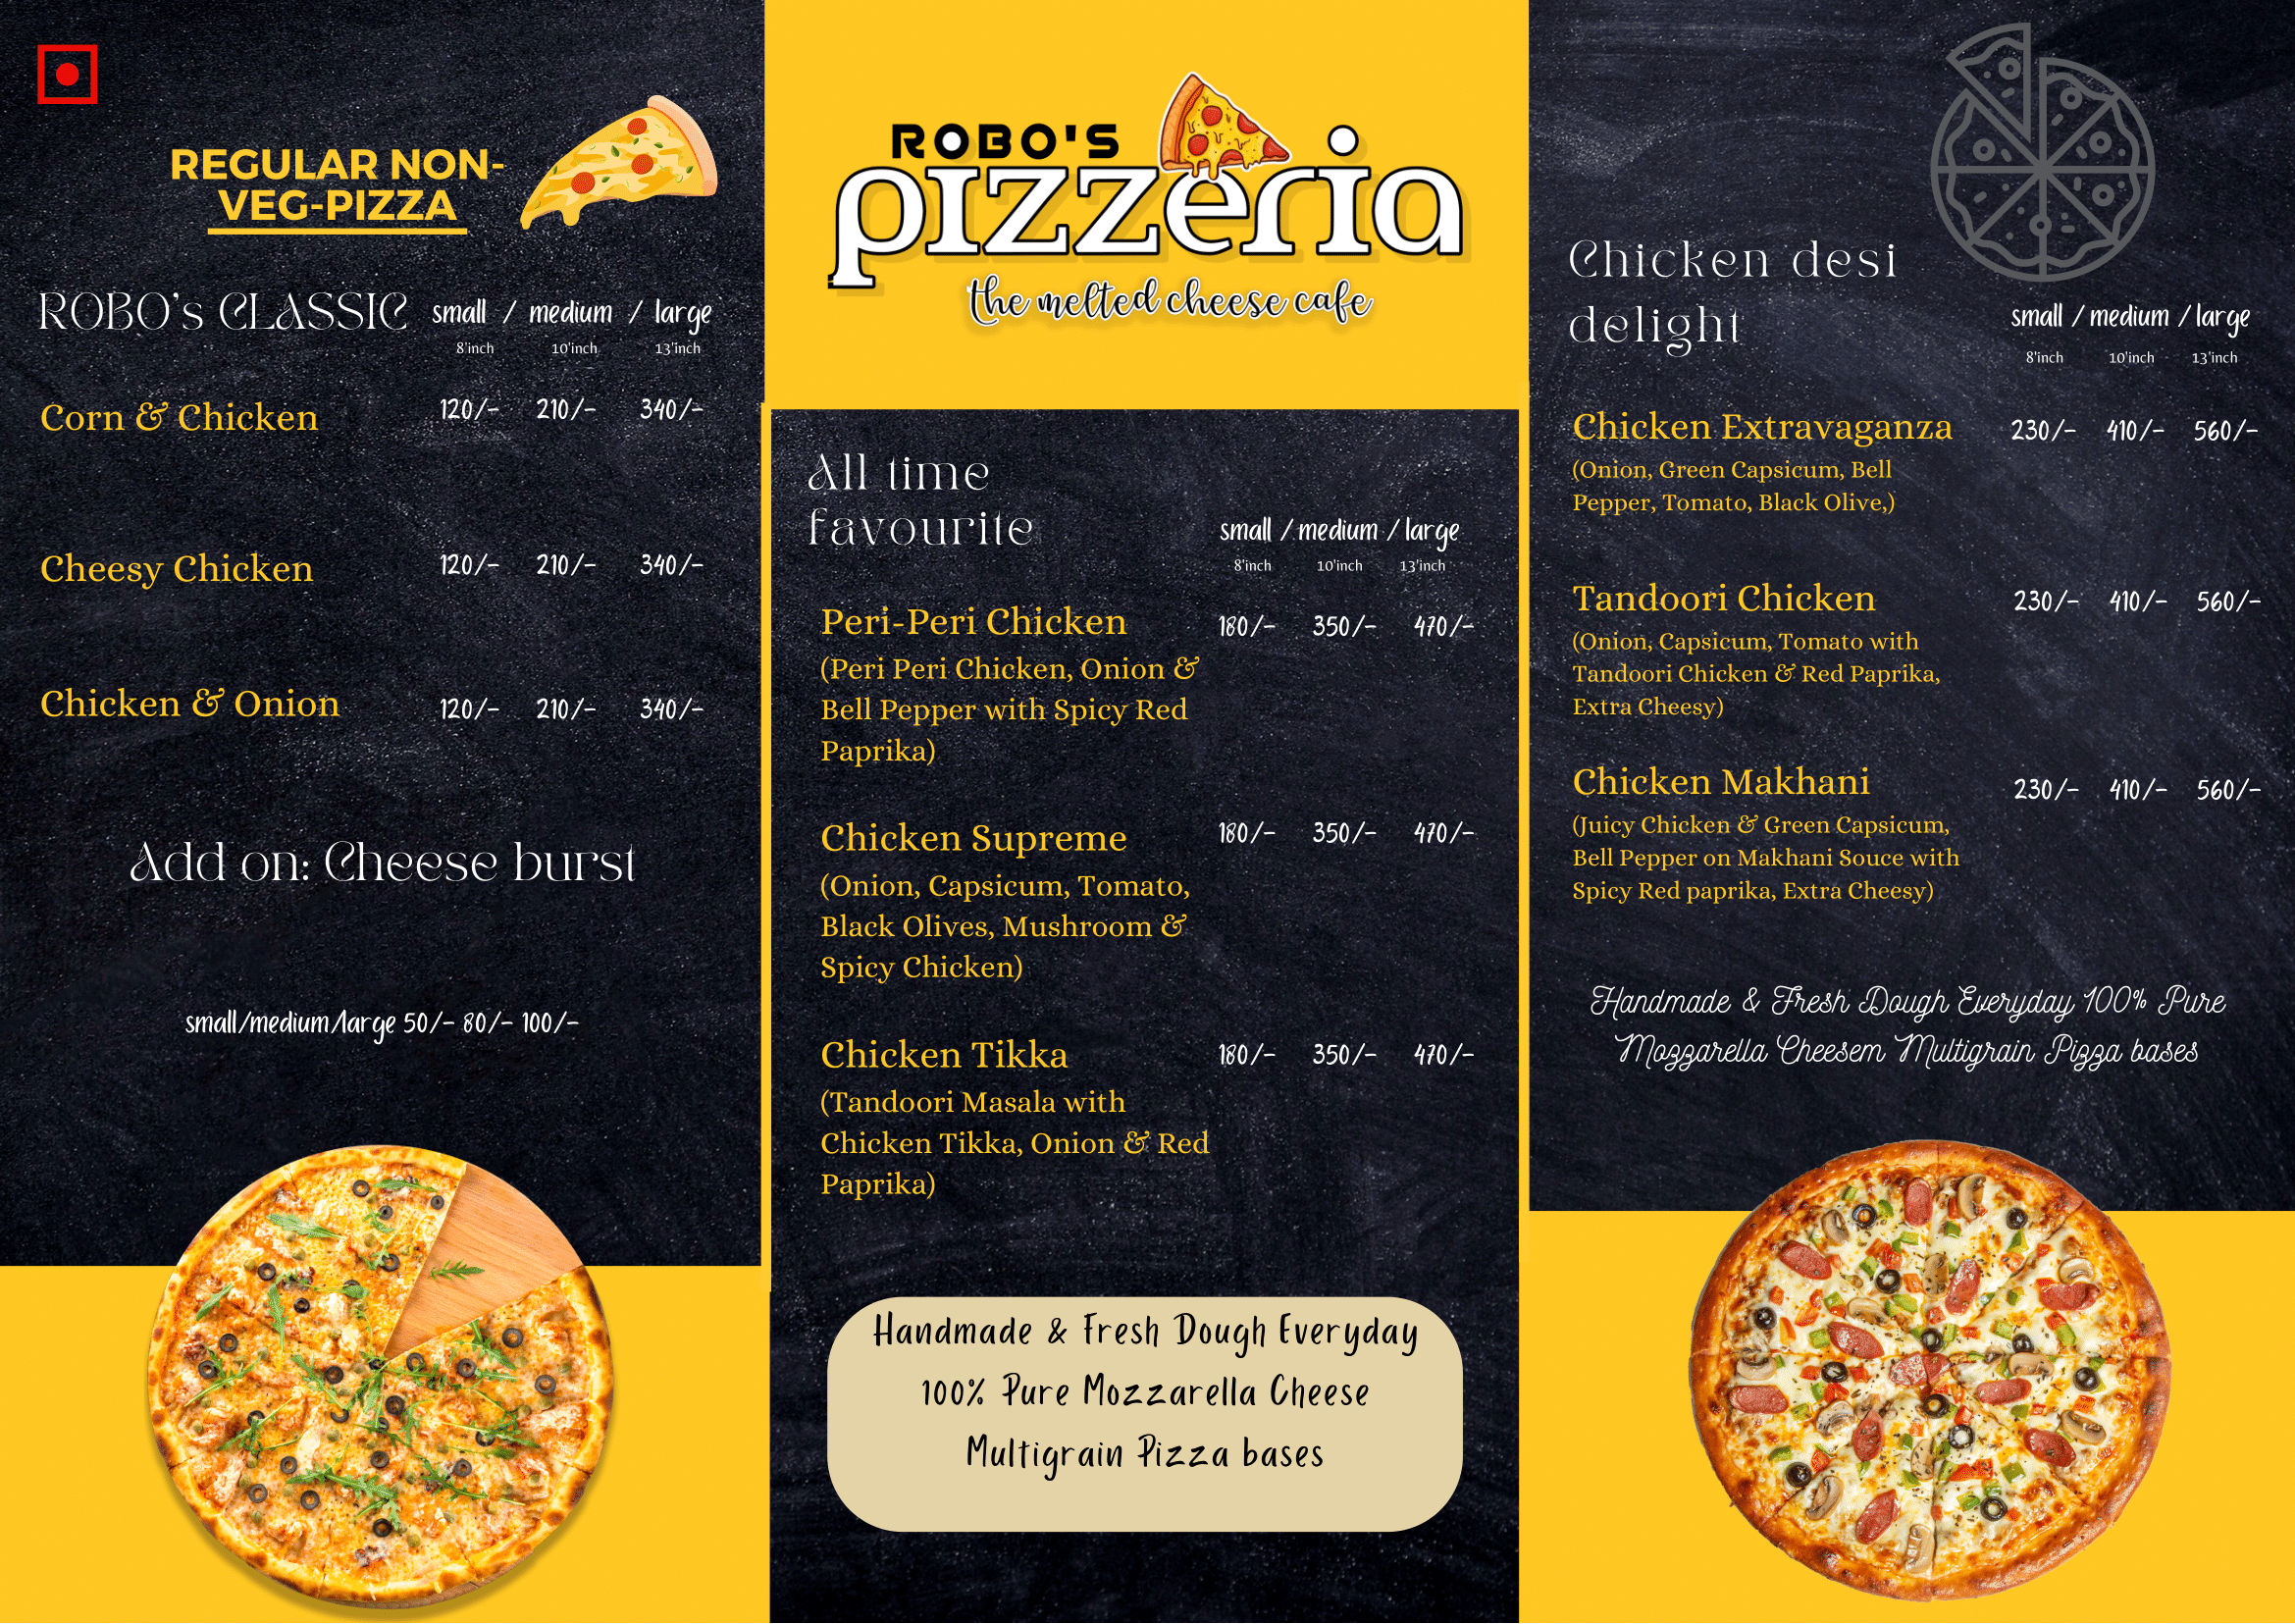 REGULAR NON-
VEG-PIZZA
ROBO's CLASSIC small / medium / large
8'inch 10'inch 13'inch
Corn & Chicken 120/- 210/- 340/-
Cheesy Chicken 120/- 210/- 340/-
Chicken & Onion 120/- 210/- 340/-
Add on: Cheese burst
small/medium/large 50/- 80/- 100/-
ROBO'S
pizzeria
the melted cheese cafe
All time
favourite
small / medium / large
8'inch 10'inch 13'inch
Peri-Peri Chicken 180/- 350/- 470/-
(Peri Peri Chicken, Onion &
Bell Pepper with Spicy Red
Paprika)
Chicken Supreme 180/- 350/- 470/-
(Onion, Capsicum, Tomato,
Black Olives, Mushroom &
Spicy Chicken)
Chicken Tikka 180/- 350/- 470/-
(Tandoori Masala with
Chicken Tikka, Onion & Red
Paprika)
Handmade & Fresh Dough Everyday
100% Pure Mozzarella Cheese
Multigrain Pizza bases
Chicken desi
delight
small / medium / large
8'inch 10'inch 13'inch
Chicken Extravaganza 230/- 410/- 560/-
(Onion, Green Capsicum, Bell
Pepper, Tomato, Black Olive,)
Tandoori Chicken 230/- 410/- 560/-
(Onion, Capsicum, Tomato with
Tandoori Chicken & Red Paprika,
Extra Cheesy)
Chicken Makhani 230/- 410/- 560/-
(Juicy Chicken & Green Capsicum,
Bell Pepper on Makhani Souce with
Spicy Red paprika, Extra Cheesy)
Handmade & Fresh Dough Everyday 100% Pure
Mozzarella Cheesem Multigrain Pizza bases